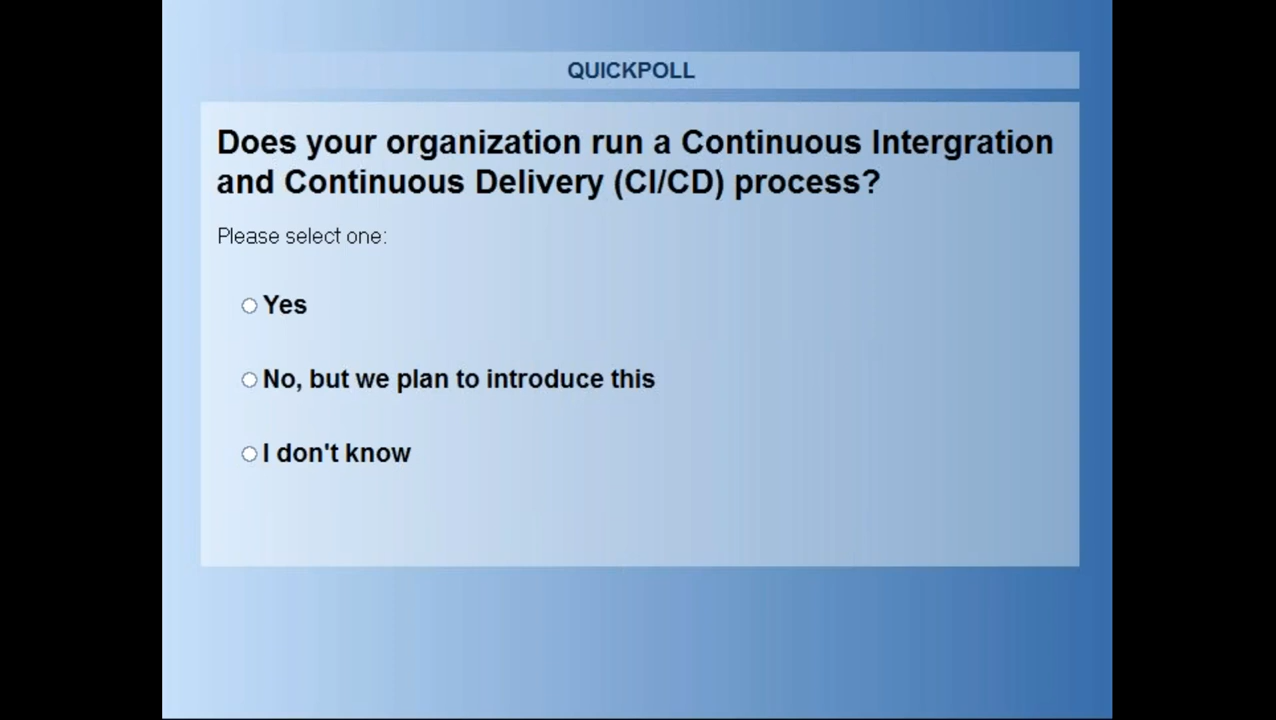 QUICKPOLL
Does your organization run a Continuous Intergration
and Continuous Delivery (CI/CD) process?
Please select one:
Yes
No, but we plan to introduce this
I don't know